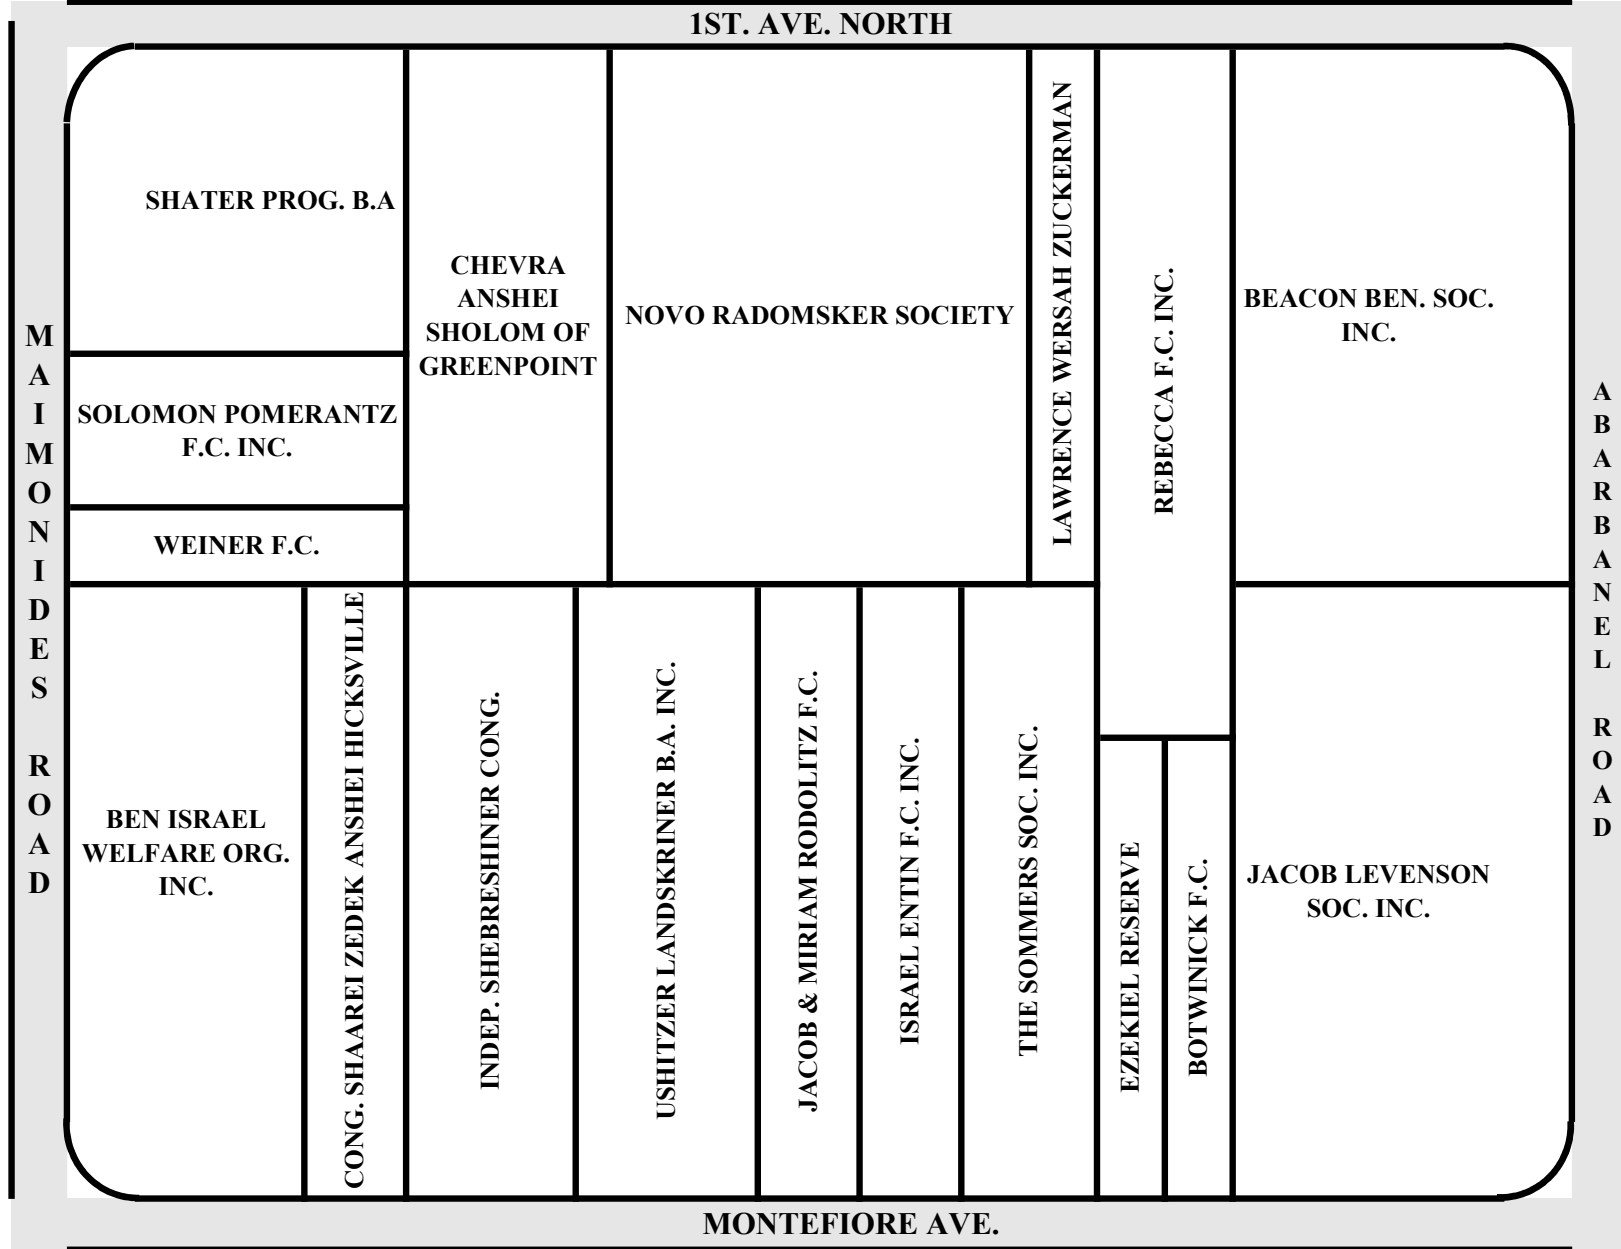 1ST. AVE. NORTH
MAIMONIDES ROAD
SHATER PROG. B.A
SOLOMON POMERANTZ
F.C. INC.
WEINER F.C.
CHEVRA
ANSHEI
SHOLOM OF
GREENPOINT
NOVO RADOMSKER SOCIETY
LAWRENCE WERSAH ZUCKERMAN
REBECCA F.C. INC.
BEACON BEN. SOC.
INC.
ABARBANEL ROAD
BEN ISRAEL
WELFARE ORG.
INC.
CONG. SHAAREI ZEDEK ANSHEI HICKSVILLE
INDEP. SHEBRESHINER CONG.
USHITZER LANDSKRINER B.A. INC.
JACOB & MIRIAM RODOLITZ F.C.
ISRAEL ENTIN F.C. INC.
THE SOMMERS SOC. INC.
EZEKIEL RESERVE
BOTWINICK F.C.
JACOB LEVENSON
SOC. INC.
MONTEFIORE AVE.